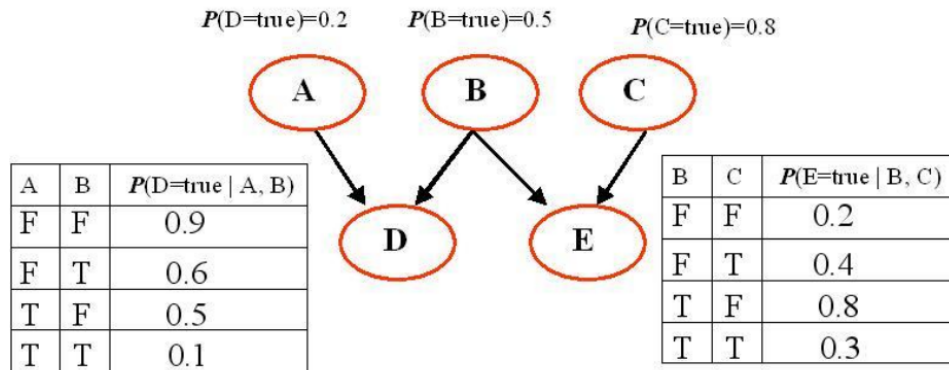 P(D=true)=0.2 P(B=true)=0.5 P(C=true)=0.8
A B C
A B P(D=true | A, B)
F F 0.9
F T 0.6
T F 0.5
T T 0.1
D E
B C P(E=true | B, C)
F F 0.2
F T 0.4
T F 0.8
T T 0.3